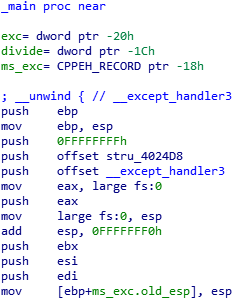 _main proc near
exc= dword ptr -20h
divide= dword ptr -1Ch
ms_exc= CPPEH_RECORD ptr -18h
; __unwind { // __except_handler3
push    ebp
mov     ebp, esp
push    0FFFFFFFFh
push    offset stru_4024D8
push    offset __except_handler3
mov     eax, large fs:0
push    eax
mov     large fs:0, esp
add     esp, 0FFFFFFF0h
push    ebx
push    esi
push    edi
mov     [ebp+ms_exc.old_esp], esp